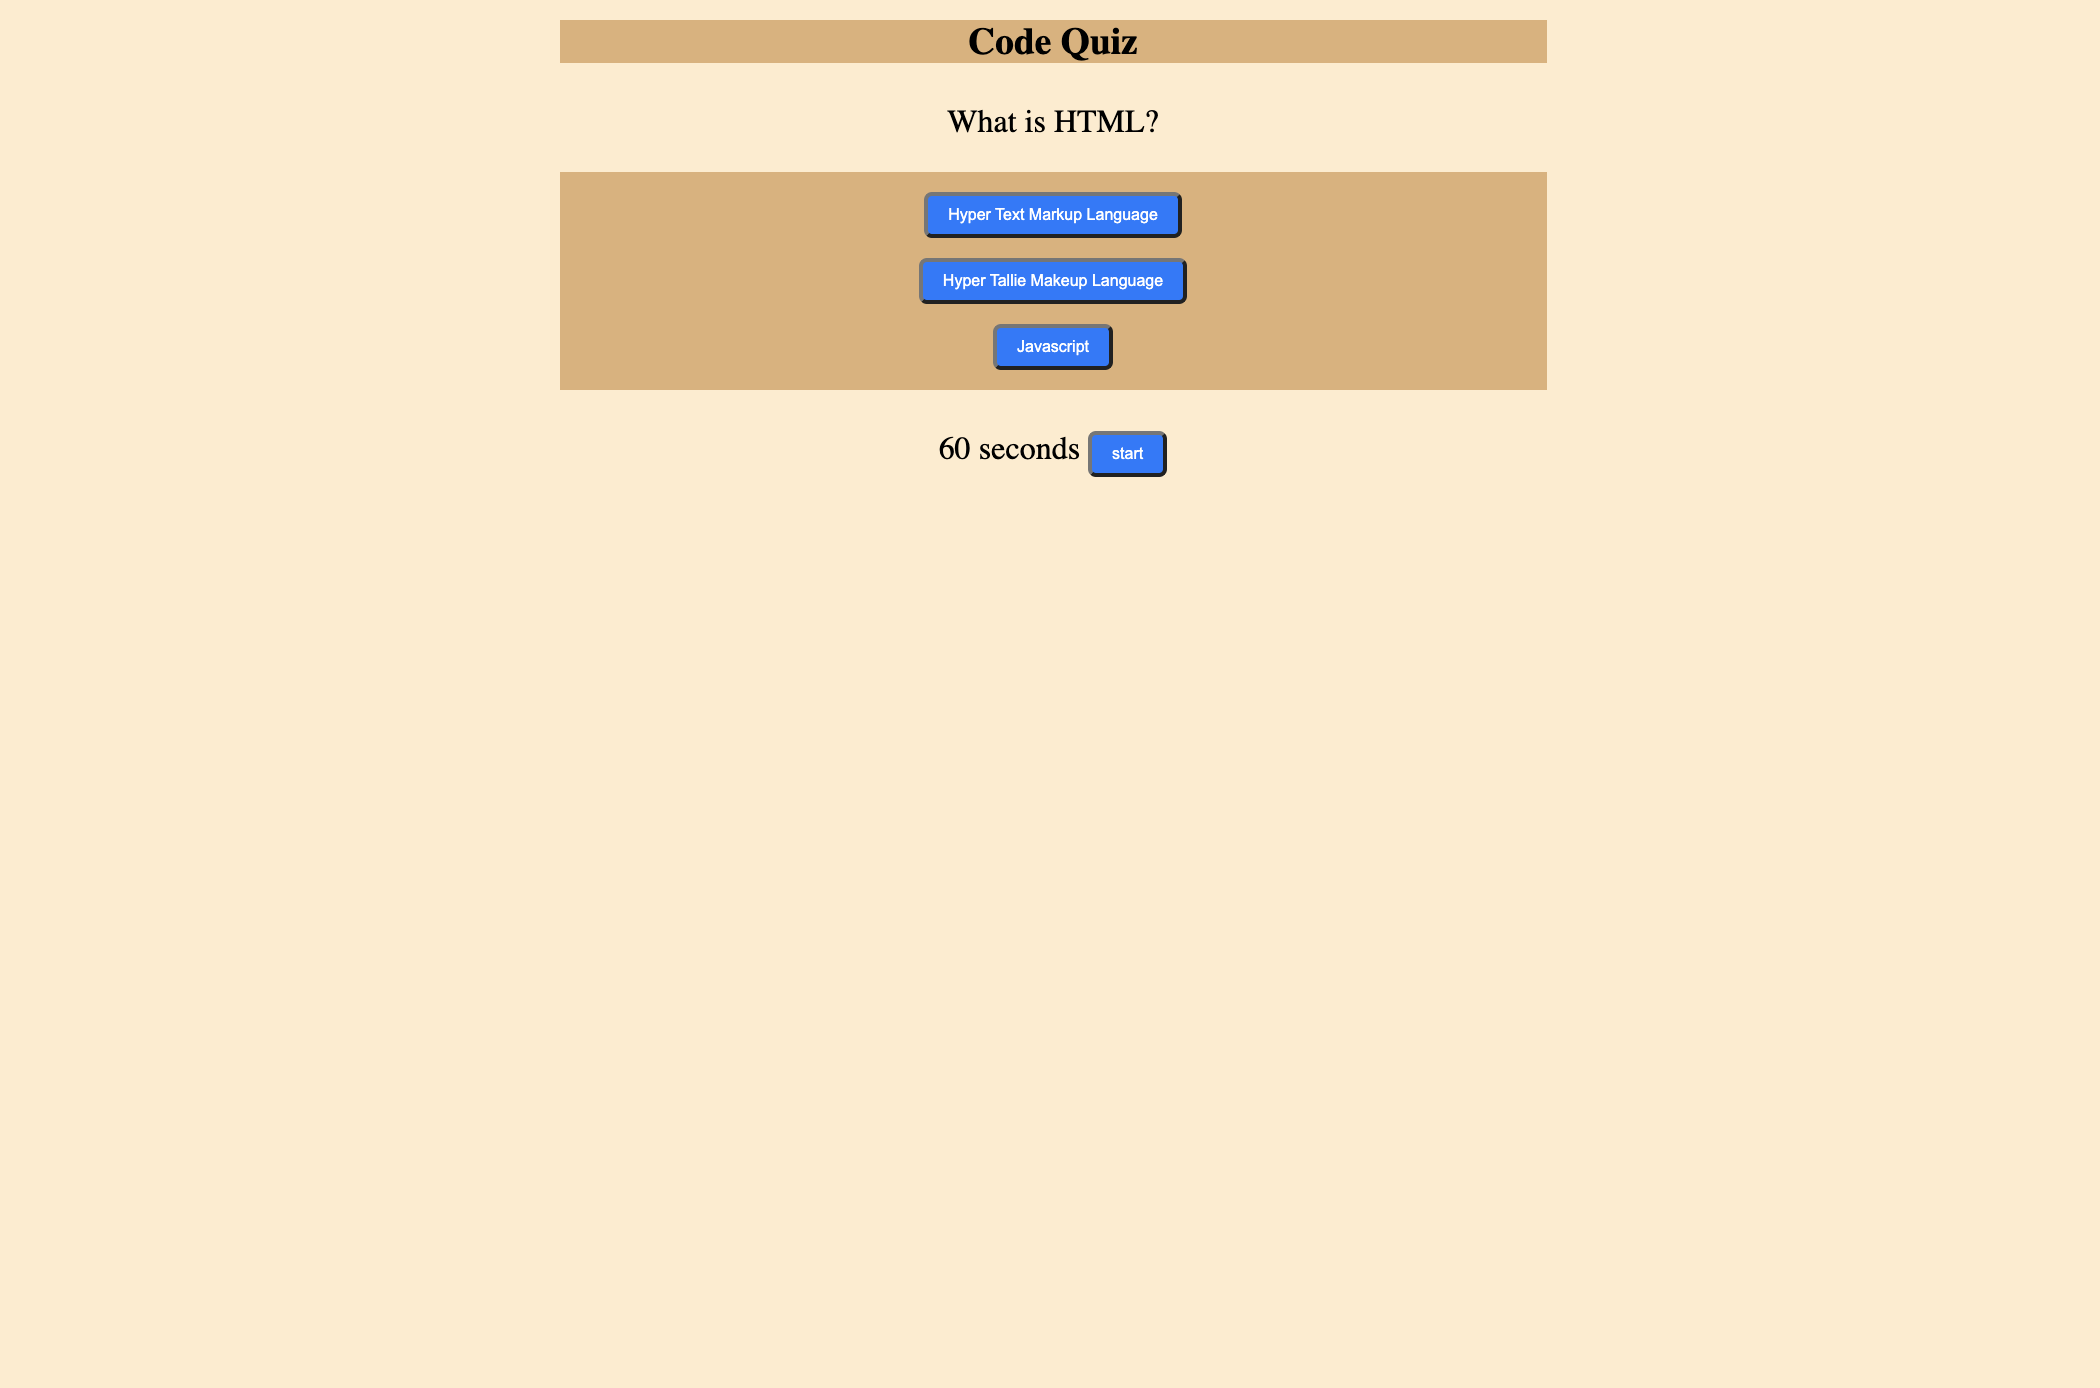 Code Quiz
What is HTML?
Hyper Text Markup Language
Hyper Tallie Makeup Language
Javascript
60 seconds start